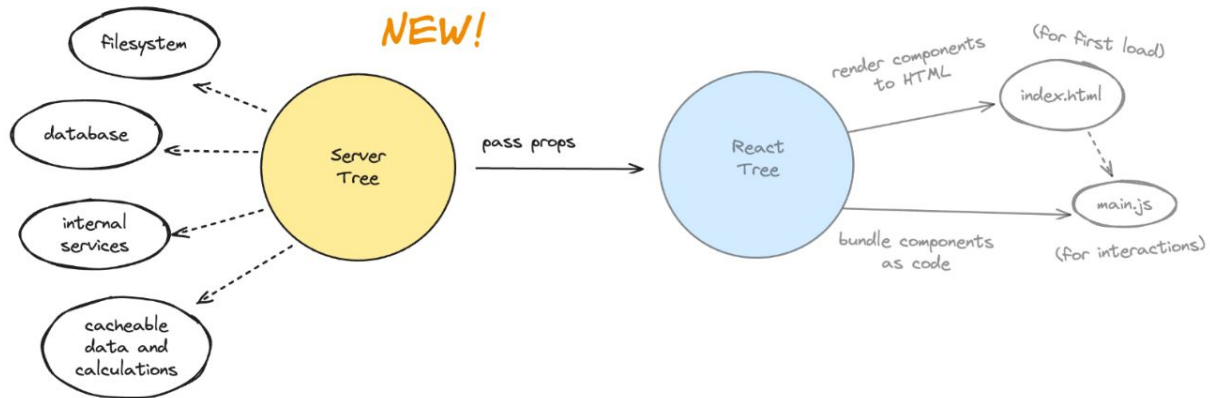 NEW!
filesystem
database
internal
services
cacheable
data and
calculations
Server
Tree
pass props
React
Tree
render components
to HTML
(for first load)
index.html
main.js
(for interactions)
bundle components
as code